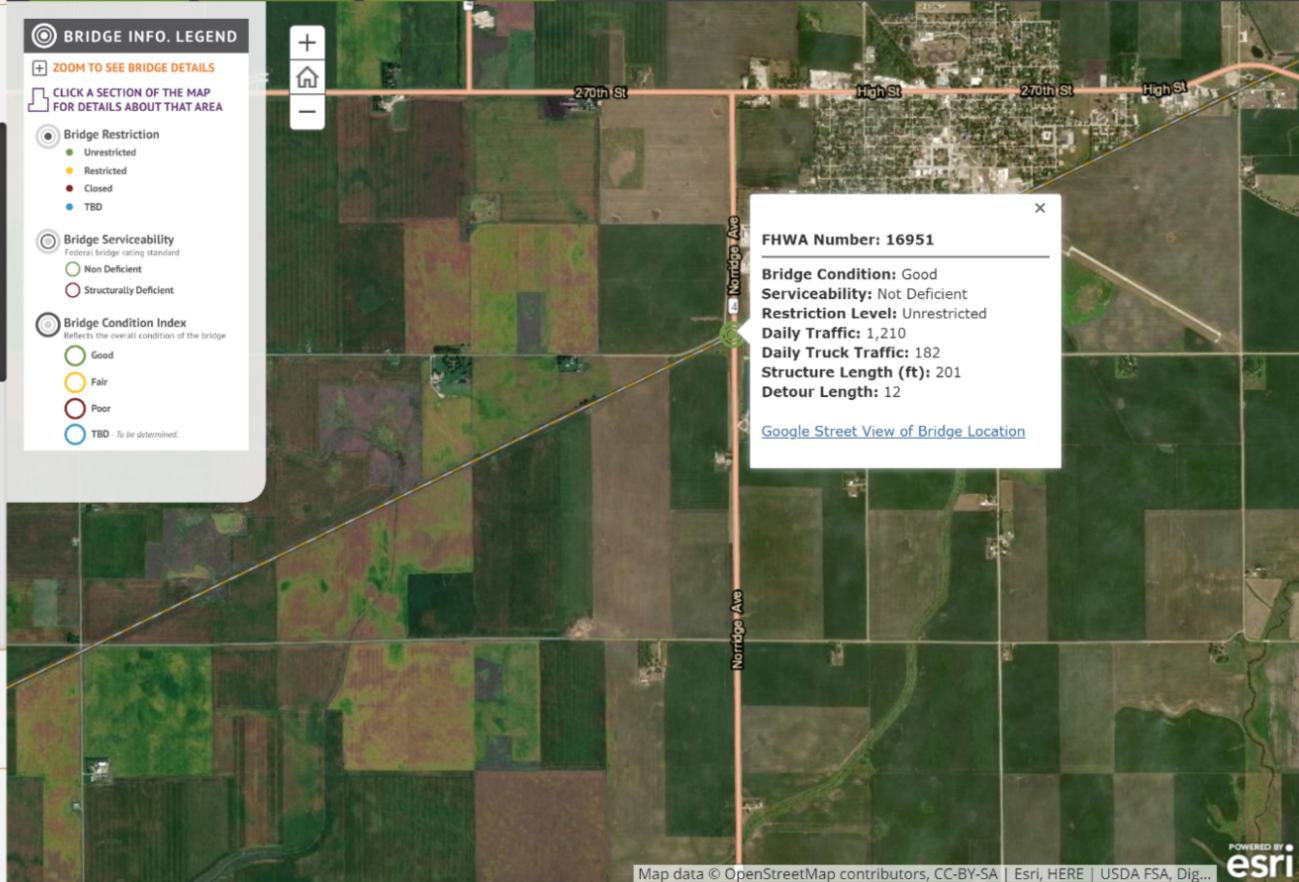 BRIDGE INFO. LEGEND
ZOOM TO SEE BRIDGE DETAILS
CLICK A SECTION OF THE MAP
FOR DETAILS ABOUT THAT AREA
Bridge Restriction
Unrestricted
Restricted
Closed
TBD
Bridge Serviceability
Federal bridge rating standard
Non Deficient
Structurally Deficient
Bridge Condition Index
Reflects the overall condition of the bridge
Good
Fair
Poor
TBD - To be determined.
+
−
270th St
High St
270th St
High St
Norridge Ave
4
FHWA Number: 16951
Bridge Condition: Good
Serviceability: Not Deficient
Restriction Level: Unrestricted
Daily Traffic: 1,210
Daily Truck Traffic: 182
Structure Length (ft): 201
Detour Length: 12
Google Street View of Bridge Location
Norridge Ave
POWERED BY
esri
Map data © OpenStreetMap contributors, CC-BY-SA | Esri, HERE | USDA FSA, Dig...